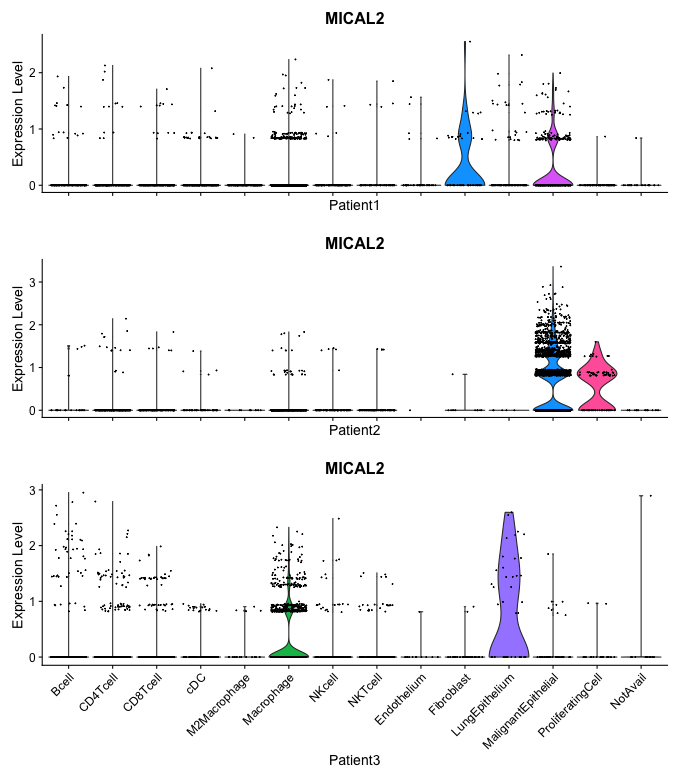 MICAL2
Expression Level
2
1
0
Patient1
MICAL2
Expression Level
3
2
1
0
Patient2
MICAL2
Expression Level
3
2
1
0
Bcell
CD4Tcell
CD8Tcell
cDC
M2Macrophage
Macrophage
NKcell
NKTcell
Endothelium
Fibroblast
LungEpithelium
MalignantEpithelial
ProliferatingCell
NotAvail
Patient3